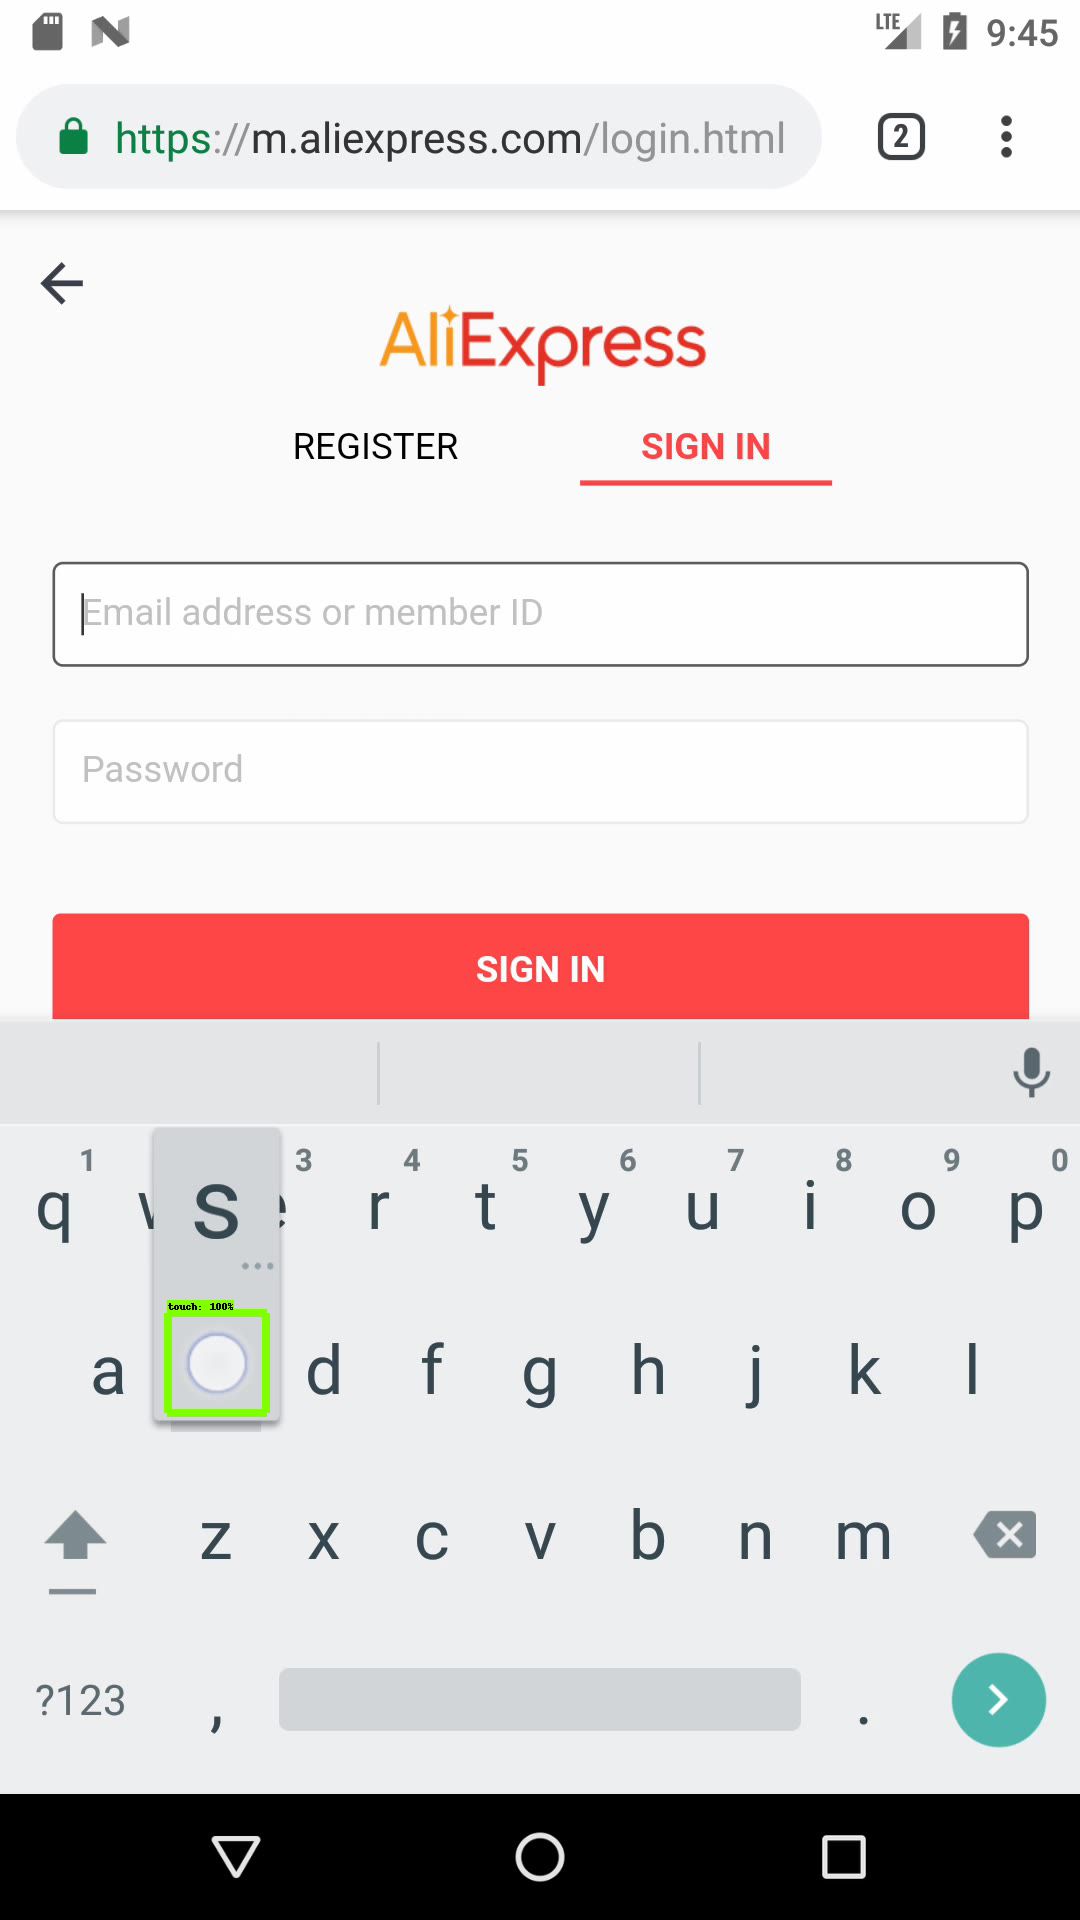 LTE 9:45
https://m.aliexpress.com/login.html 2
AliExpress
REGISTER SIGN IN
Email address or member ID
Password
SIGN IN
1 3 4 5 6 7 8 9 0
q w s e r t y u i o p
touch: 100%
a d f g h j k l
z x c v b n m
?123 , .